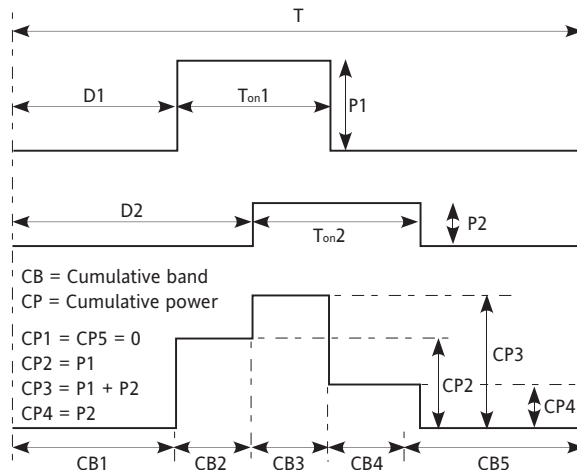 T
D1
Ton1
P1
D2
Ton2
P2
CB = Cumulative band
CP = Cumulative power
CP1 = CP5 = 0
CP2 = P1
CP3 = P1 + P2
CP4 = P2
CP2
CP3
CP4
CB1
CB2
CB3
CB4
CB5